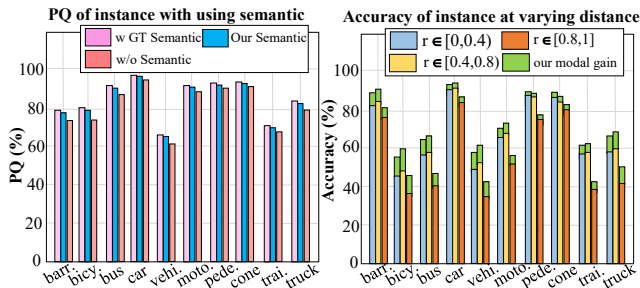 PQ of instance with using semantic
w GT Semantic
Our Semantic
w/o Semantic
PQ (%)
100
80
60
40
20
0
barr.
bicy.
bus
car
vehi.
moto.
pede.
cone
trai.
truck
Accuracy of instance at varying distance
r∈[0,0.4)
r∈[0.8,1]
r∈[0.4,0.8)
our modal gain
Accuracy (%)
100
80
60
40
20
0
barr.
bicy.
bus
car
vehi.
moto.
pede.
cone
trai.
truck